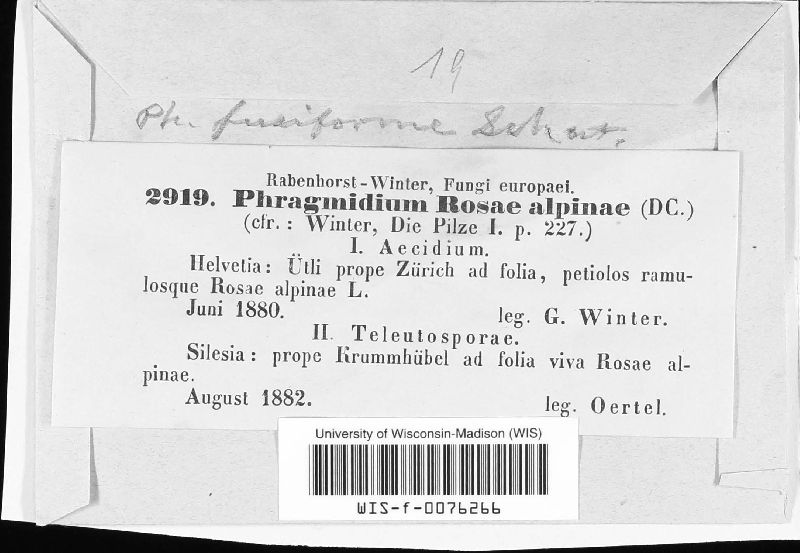 19
Ph. fusiforme Schröt.
Rabenhorst-Winter, Fungi europaei.
2919. Phragmidium Rosae alpinae (DC.)
(cfr.: Winter, Die Pilze I. p. 227.)
I. Aecidium.
Helvetia: Ütli prope Zürich ad folia, petiolos ramu-
losque Rosae alpinae L.
Juni 1880. leg. G. Winter.
II. Teleutosporae.
Silesia: prope Krummhübel ad folia viva Rosae al-
pinae.
August 1882. leg. Oertel.
University of Wisconsin-Madison (WIS)
WIS-f-0076266